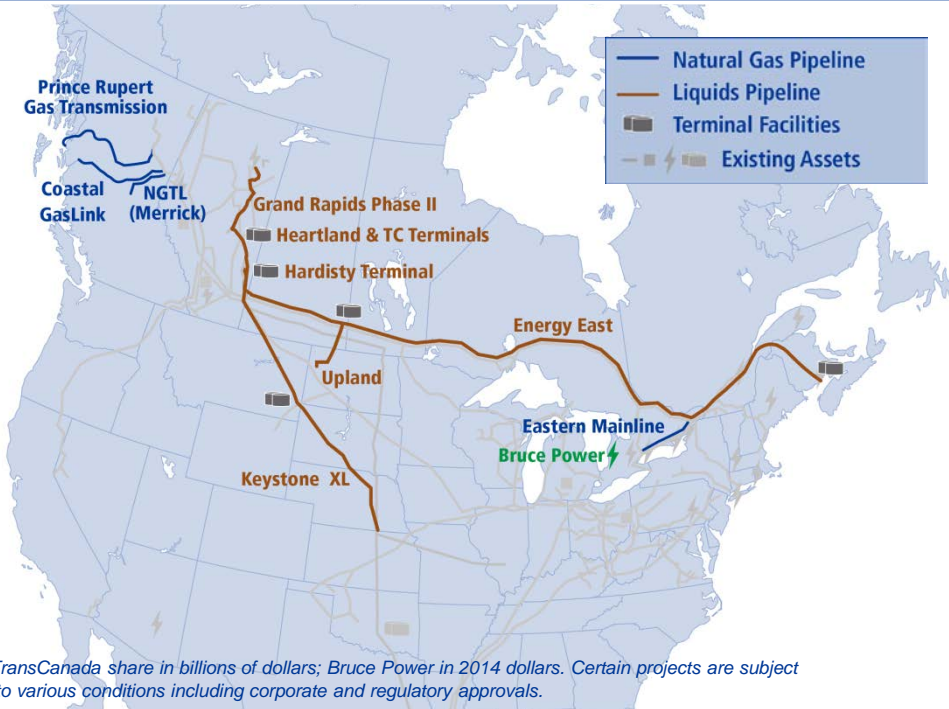 Natural Gas Pipeline
Liquids Pipeline
Terminal Facilities
Existing Assets
Prince Rupert
Gas Transmission
Coastal
GasLink
NGTL
(Merrick)
Grand Rapids Phase II
Heartland & TC Terminals
Hardisty Terminal
Energy East
Upland
Eastern Mainline
Bruce Power
Keystone XL
TransCanada share in billions of dollars; Bruce Power in 2014 dollars. Certain projects are subject
to various conditions including corporate and regulatory approvals.